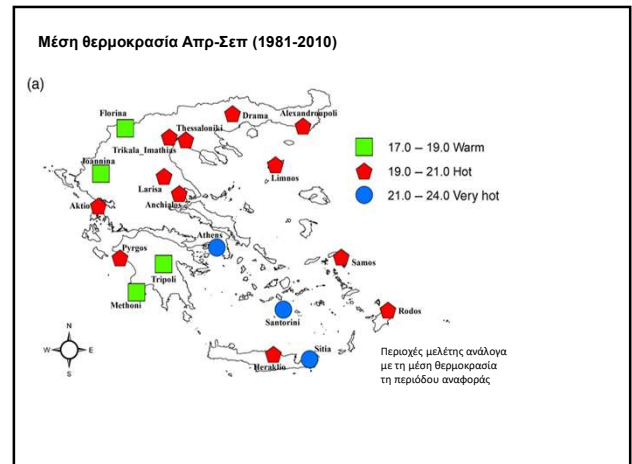 Μέση θερμοκρασία Απρ-Σεπ (1981-2010)
(a)
Florina
Drama
Alexandroupoli
Thessaloniki
Trikala_Imathias
Ioannina
Limnos
Larisa
Anchialos
Aktio
Athens
Pyrgos
Samos
Tripoli
Methoni
Rodos
Santorini
Sitia
Heraklio
17.0 – 19.0 Warm
19.0 – 21.0 Hot
21.0 – 24.0 Very hot
N
W E
S
Περιοχές μελέτης ανάλογα
με τη μέση θερμοκρασία
τη περιόδου αναφοράς